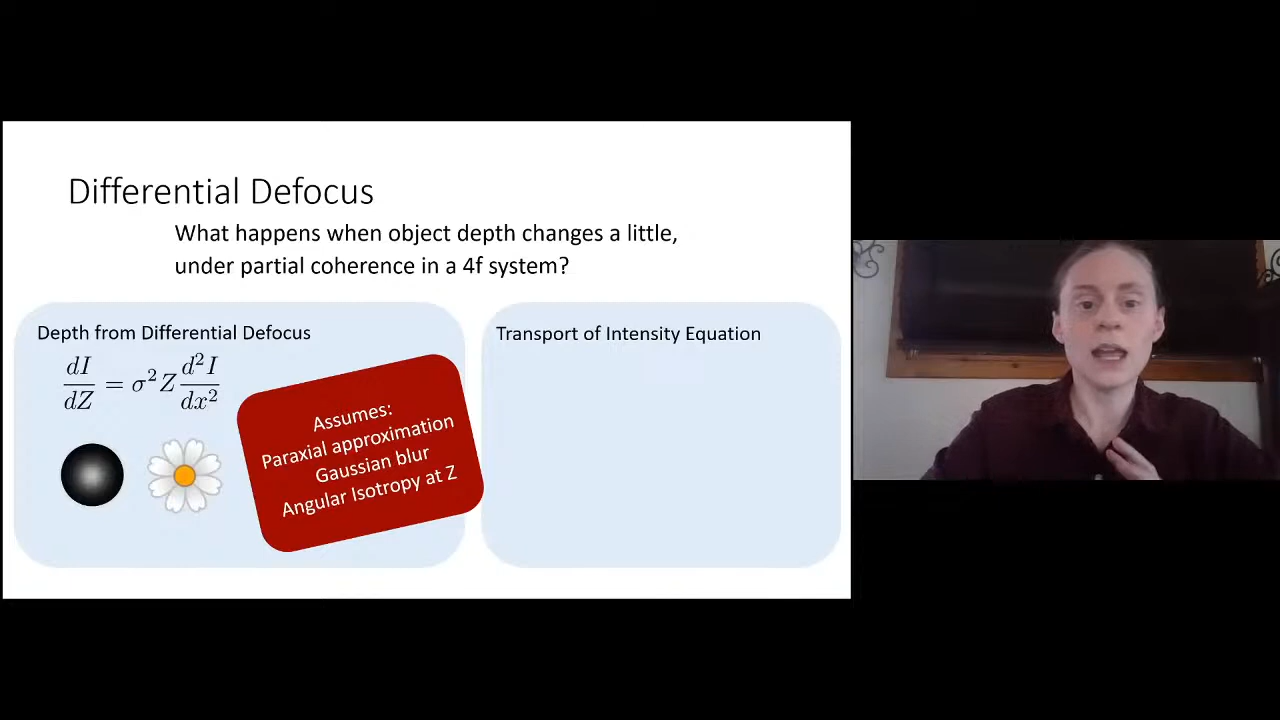 Differential Defocus
What happens when object depth changes a little,
under partial coherence in a 4f system?
Depth from Differential Defocus
dI/dZ = σ²Z d²I/dx²
Assumes:
Paraxial approximation
Gaussian blur
Angular Isotropy at Z
Transport of Intensity Equation